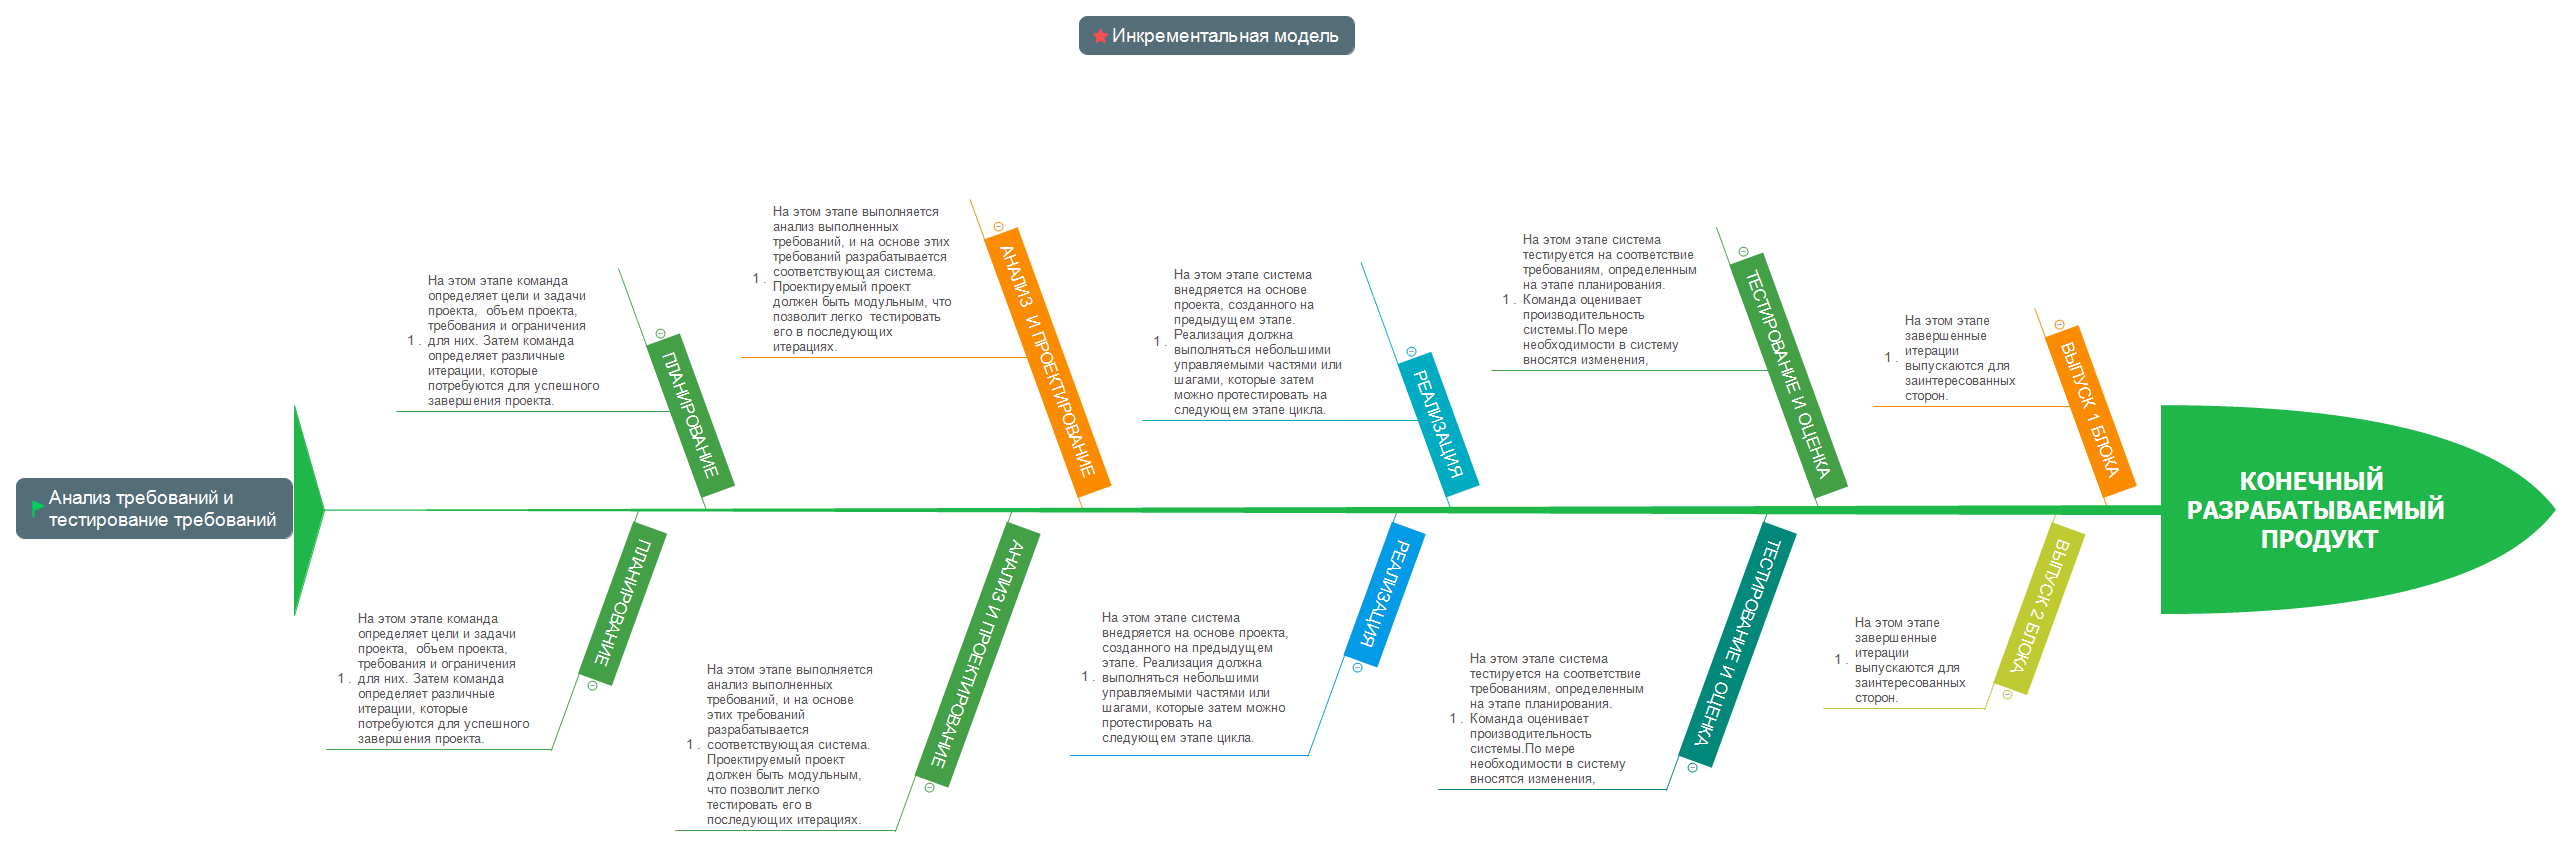 Инкрементальная модель
На этом этапе команда
определяет цели и задачи
проекта,  объем проекта,
требования и ограничения
1. для них. Затем команда
определяет различные
итерации, которые
потребуются для успешного
завершения проекта.
ПЛАНИРОВАНИЕ
На этом этапе выполняется
анализ выполненных
требований, и на основе этих
требований разрабатывается
соответствующая система.
1. Проектируемый проект
должен быть модульным, что
позволит легко  тестировать
его в последующих
итерациях.
АНАЛИЗ  И ПРОЕКТИРОВАНИЕ
На этом этапе система
внедряется на основе
проекта, созданного на
предыдущем этапе.
1. Реализация должна
выполняться небольшими
управляемыми частями или
шагами, которые затем
можно протестировать на
следующем этапе цикла.
РЕАЛИЗАЦИЯ
На этом этапе система
тестируется на соответствие
требованиям, определенным
на этапе планирования.
1. Команда оценивает
производительность
системы.По мере
необходимости в систему
вносятся изменения,
ТЕСТИРОВАНИЕ И ОЦЕНКА
На этом этапе
завершенные
1. итерации
выпускаются для
заинтересованных
сторон.
ВЫПУСК 1 БЛОКА
Анализ требований и
тестирование требований
КОНЕЧНЫЙ
РАЗРАБАТЫВАЕМЫЙ
ПРОДУКТ
На этом этапе команда
определяет цели и задачи
проекта,  объем проекта,
требования и ограничения
1. для них. Затем команда
определяет различные
итерации, которые
потребуются для успешного
завершения проекта.
ПЛАНИРОВАНИЕ
На этом этапе выполняется
анализ выполненных
требований, и на основе
этих требований
разрабатывается
1. соответствующая система.
Проектируемый проект
должен быть модульным,
что позволит легко
тестировать его в
последующих итерациях.
АНАЛИЗ И ПРОЕКТИРОВАНИЕ
На этом этапе система
внедряется на основе проекта,
созданного на предыдущем
этапе. Реализация должна
1. выполняться небольшими
управляемыми частями или
шагами, которые затем можно
протестировать на
следующем этапе цикла.
РЕАЛИЗАЦИЯ
На этом этапе система
тестируется на соответствие
требованиям, определенным
на этапе планирования.
1. Команда оценивает
производительность
системы.По мере
необходимости в систему
вносятся изменения,
ТЕСТИРОВАНИЕ И ОЦЕНКА
На этом этапе
завершенные
1. итерации
выпускаются для
заинтересованных
сторон.
ВЫПУСК 2 БЛОКА